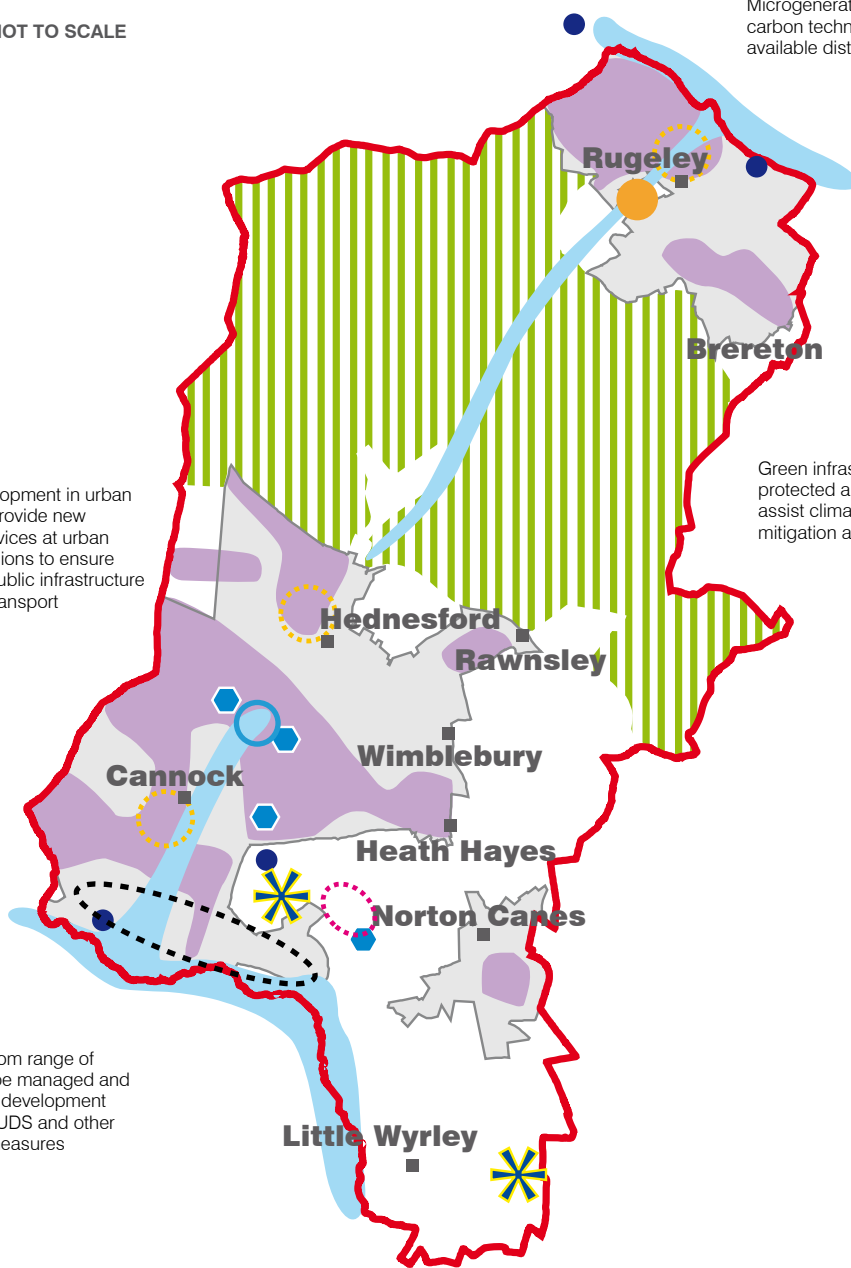 NOT TO SCALE
carbon techn
available dist
Rugeley
Brereton
Green infras
protected a
assist clima
mitigation a
opment in urban
rovide new
vices at urban
ions to ensure
ublic infrastructure
ansport
Hednesford
Rawnsley
Wimblebury
Cannock
Heath Hayes
Norton Canes
om range of
be managed and
development
UDS and other
easures
Little Wyrley